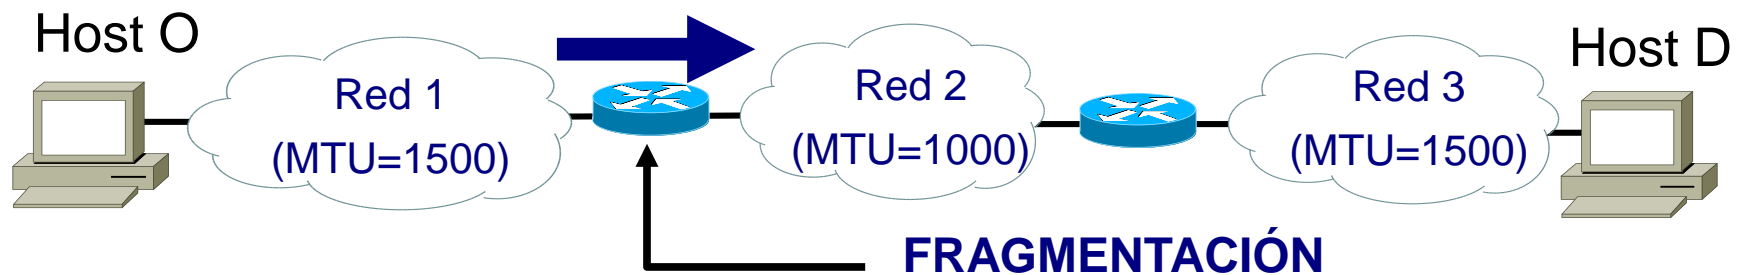 Host O
Red 1
(MTU=1500)
Red 2
(MTU=1000)
Red 3
(MTU=1500)
Host D
FRAGMENTACIÓN